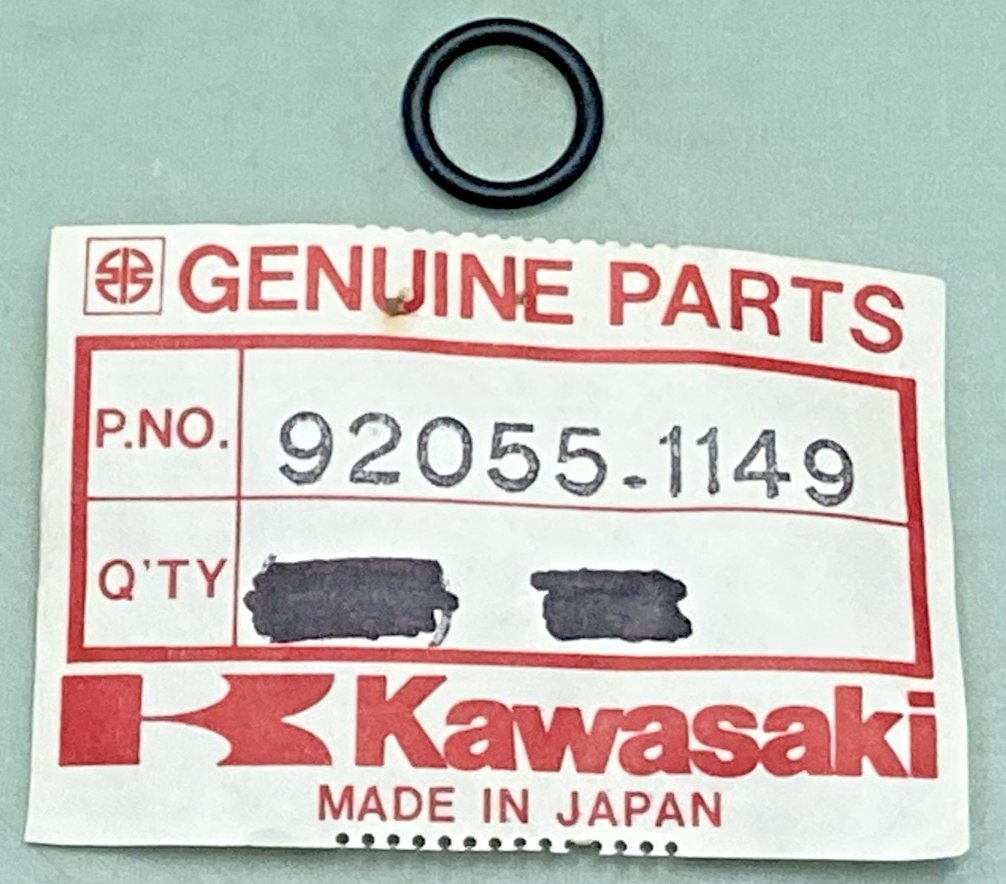 GENUINE PARTS
P.NO. 92055-1149
Q'TY
Kawasaki
MADE IN JAPAN